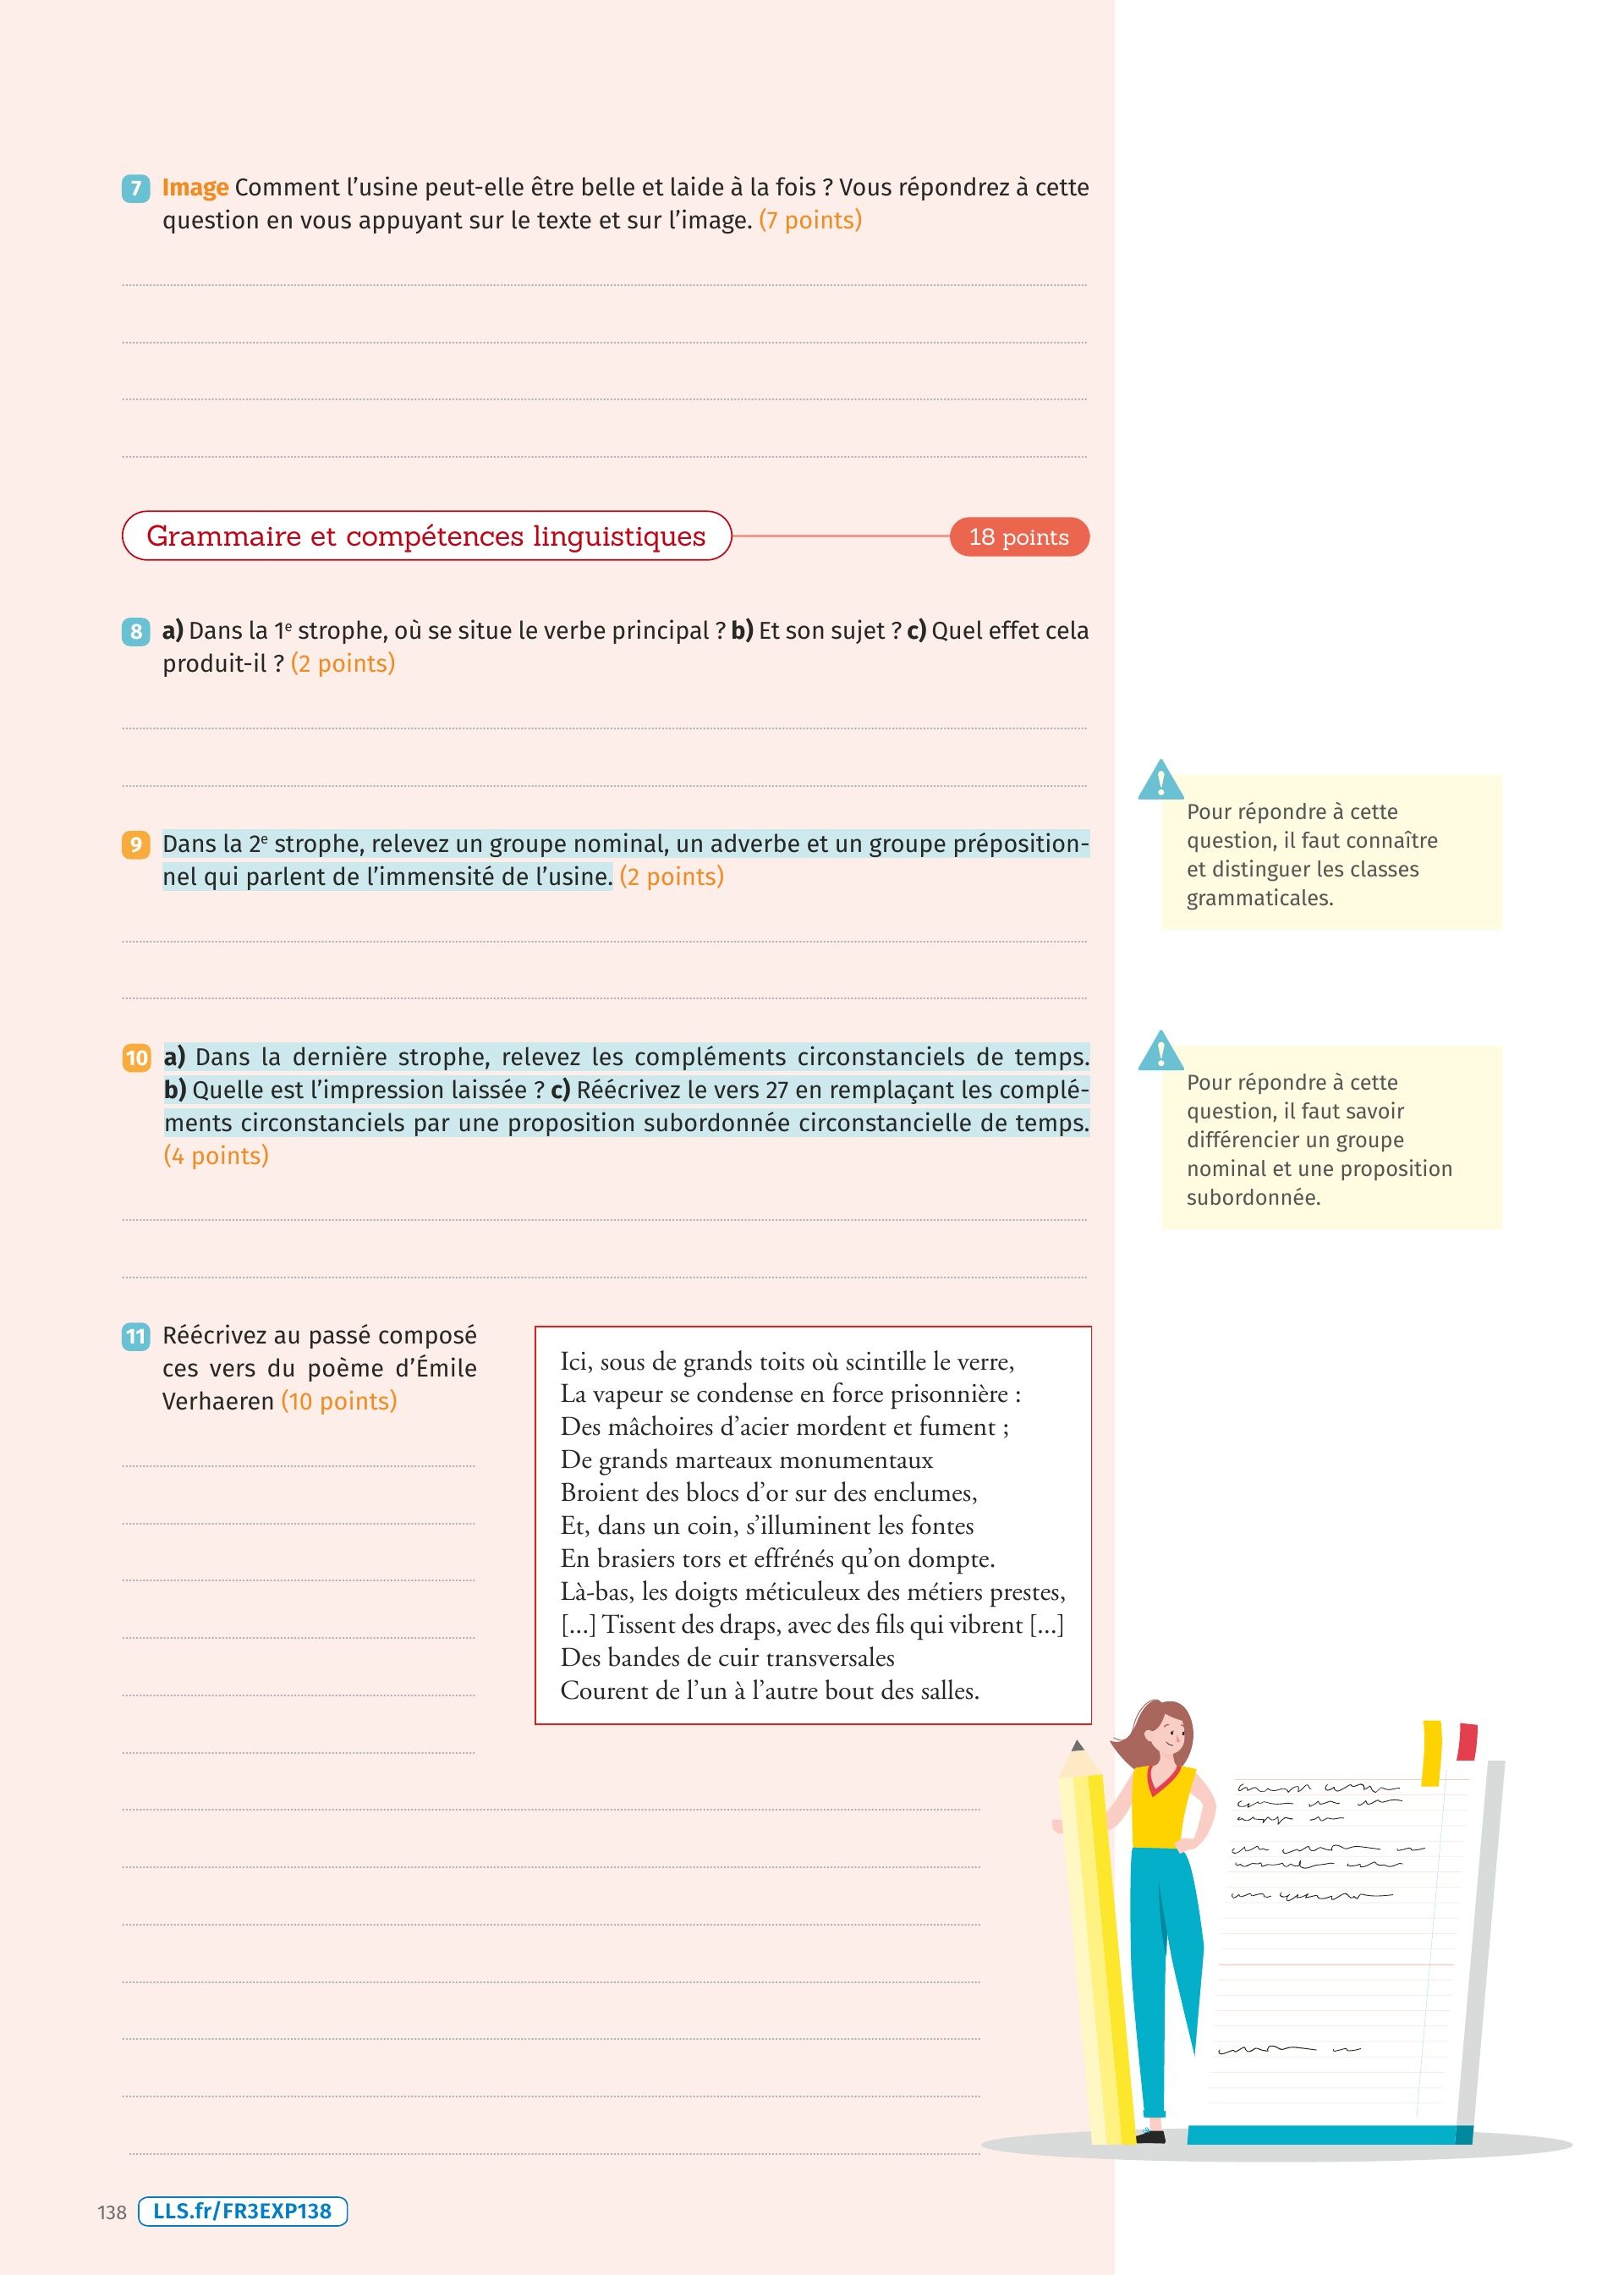 7 Image Comment l’usine peut-elle être belle et laide à la fois ? Vous répondrez à cette
question en vous appuyant sur le texte et sur l’image. (7 points)
Grammaire et compétences linguistiques 18 points
8 a) Dans la 1e strophe, où se situe le verbe principal ? b) Et son sujet ? c) Quel effet cela
produit-il ? (2 points)
9 Dans la 2e strophe, relevez un groupe nominal, un adverbe et un groupe préposition-
nel qui parlent de l’immensité de l’usine. (2 points)
!
Pour répondre à cette
question, il faut connaître
et distinguer les classes
grammaticales.
10 a) Dans la dernière strophe, relevez les compléments circonstanciels de temps.
b) Quelle est l’impression laissée ? c) Réécrivez le vers 27 en remplaçant les complé-
ments circonstanciels par une proposition subordonnée circonstancielle de temps.
(4 points)
!
Pour répondre à cette
question, il faut savoir
différencier un groupe
nominal et une proposition
subordonnée.
11 Réécrivez au passé composé
ces vers du poème d’Émile
Verhaeren (10 points)
Ici, sous de grands toits où scintille le verre,
La vapeur se condense en force prisonnière :
Des mâchoires d’acier mordent et fument ;
De grands marteaux monumentaux
Broient des blocs d’or sur des enclumes,
Et, dans un coin, s’illuminent les fontes
En brasiers tors et effrénés qu’on dompte.
Là-bas, les doigts méticuleux des métiers prestes,
[...] Tissent des draps, avec des fils qui vibrent [...]
Des bandes de cuir transversales
Courent de l’un à l’autre bout des salles.
138 LLS.fr/FR3EXP138